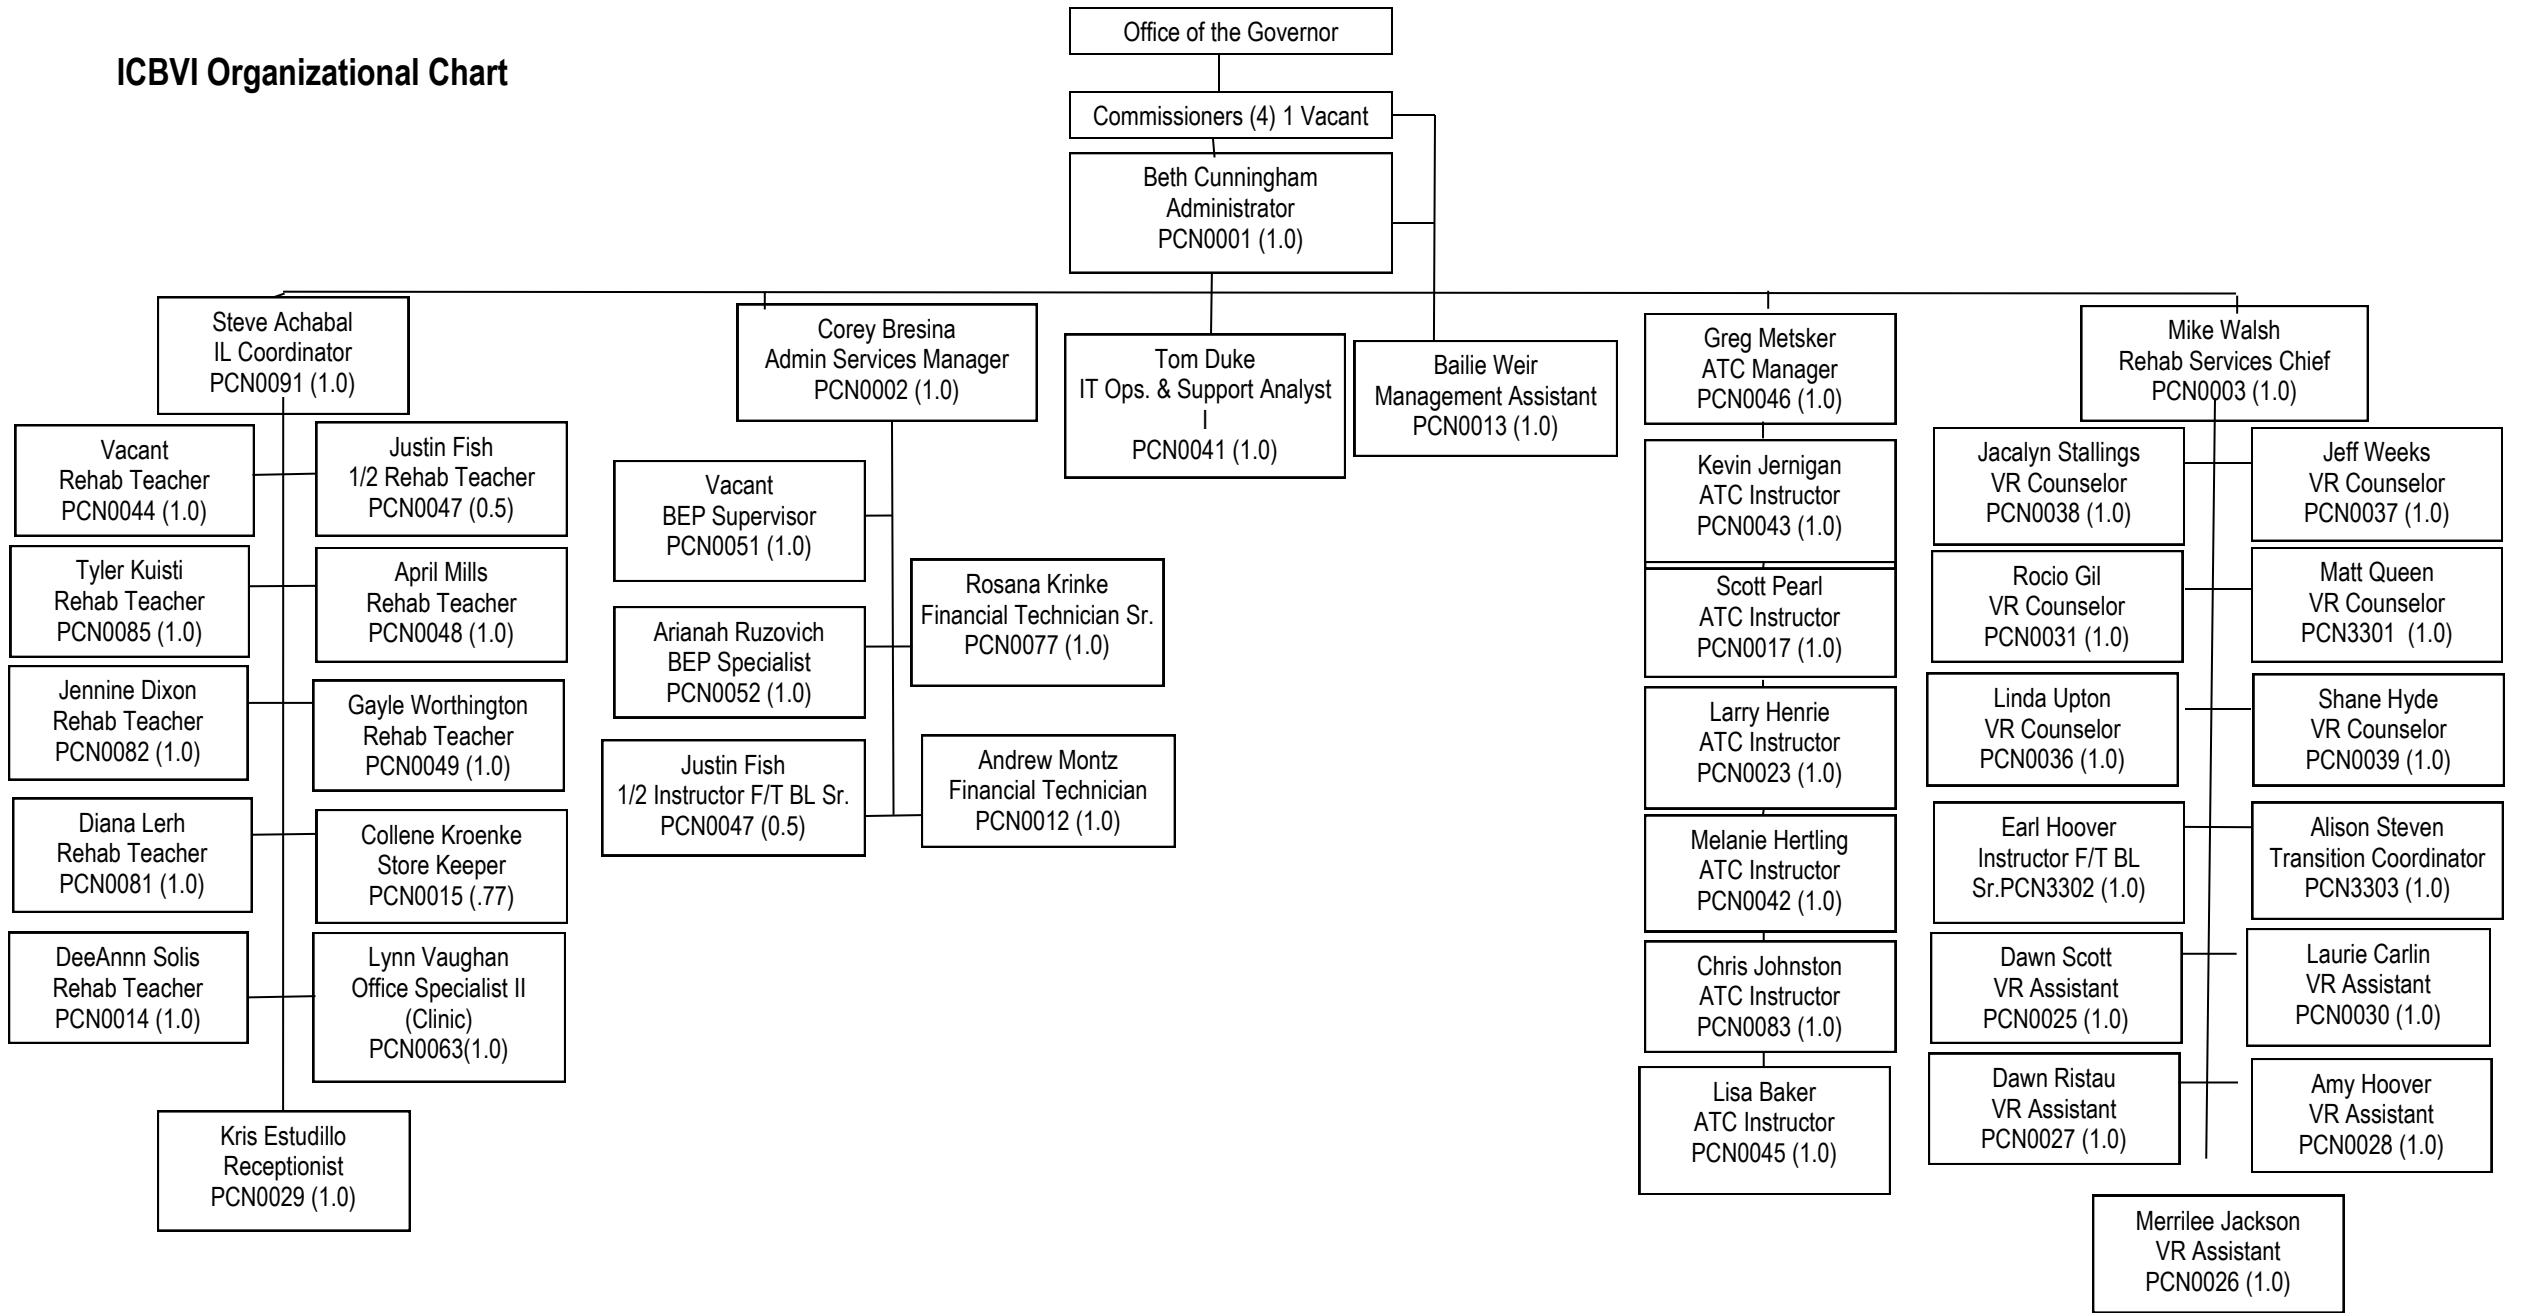 ICBVI Organizational Chart
Office of the Governor
Commissioners (4) 1 Vacant
Beth Cunningham
Administrator
PCN0001 (1.0)
Steve Achabal
IL Coordinator
PCN0091 (1.0)
Vacant
Rehab Teacher
PCN0044 (1.0)
Justin Fish
1/2 Rehab Teacher
PCN0047 (0.5)
Tyler Kuisti
Rehab Teacher
PCN0085 (1.0)
April Mills
Rehab Teacher
PCN0048 (1.0)
Jennine Dixon
Rehab Teacher
PCN0082 (1.0)
Gayle Worthington
Rehab Teacher
PCN0049 (1.0)
Diana Lerh
Rehab Teacher
PCN0081 (1.0)
Collene Kroenke
Store Keeper
PCN0015 (.77)
DeeAnnn Solis
Rehab Teacher
PCN0014 (1.0)
Lynn Vaughan
Office Specialist II
(Clinic)
PCN0063(1.0)
Kris Estudillo
Receptionist
PCN0029 (1.0)
Corey Bresina
Admin Services Manager
PCN0002 (1.0)
Vacant
BEP Supervisor
PCN0051 (1.0)
Rosana Krinke
Financial Technician Sr.
PCN0077 (1.0)
Arianah Ruzovich
BEP Specialist
PCN0052 (1.0)
Justin Fish
1/2 Instructor F/T BL Sr.
PCN0047 (0.5)
Andrew Montz
Financial Technician
PCN0012 (1.0)
Tom Duke
IT Ops. & Support Analyst
I
PCN0041 (1.0)
Bailie Weir
Management Assistant
PCN0013 (1.0)
Greg Metsker
ATC Manager
PCN0046 (1.0)
Kevin Jernigan
ATC Instructor
PCN0043 (1.0)
Scott Pearl
ATC Instructor
PCN0017 (1.0)
Larry Henrie
ATC Instructor
PCN0023 (1.0)
Melanie Hertling
ATC Instructor
PCN0042 (1.0)
Chris Johnston
ATC Instructor
PCN0083 (1.0)
Lisa Baker
ATC Instructor
PCN0045 (1.0)
Mike Walsh
Rehab Services Chief
PCN0003 (1.0)
Jacalyn Stallings
VR Counselor
PCN0038 (1.0)
Jeff Weeks
VR Counselor
PCN0037 (1.0)
Rocio Gil
VR Counselor
PCN0031 (1.0)
Matt Queen
VR Counselor
PCN3301  (1.0)
Linda Upton
VR Counselor
PCN0036 (1.0)
Shane Hyde
VR Counselor
PCN0039 (1.0)
Earl Hoover
Instructor F/T BL
Sr.PCN3302 (1.0)
Alison Steven
Transition Coordinator
PCN3303 (1.0)
Dawn Scott
VR Assistant
PCN0025 (1.0)
Laurie Carlin
VR Assistant
PCN0030 (1.0)
Dawn Ristau
VR Assistant
PCN0027 (1.0)
Amy Hoover
VR Assistant
PCN0028 (1.0)
Merrilee Jackson
VR Assistant
PCN0026 (1.0)